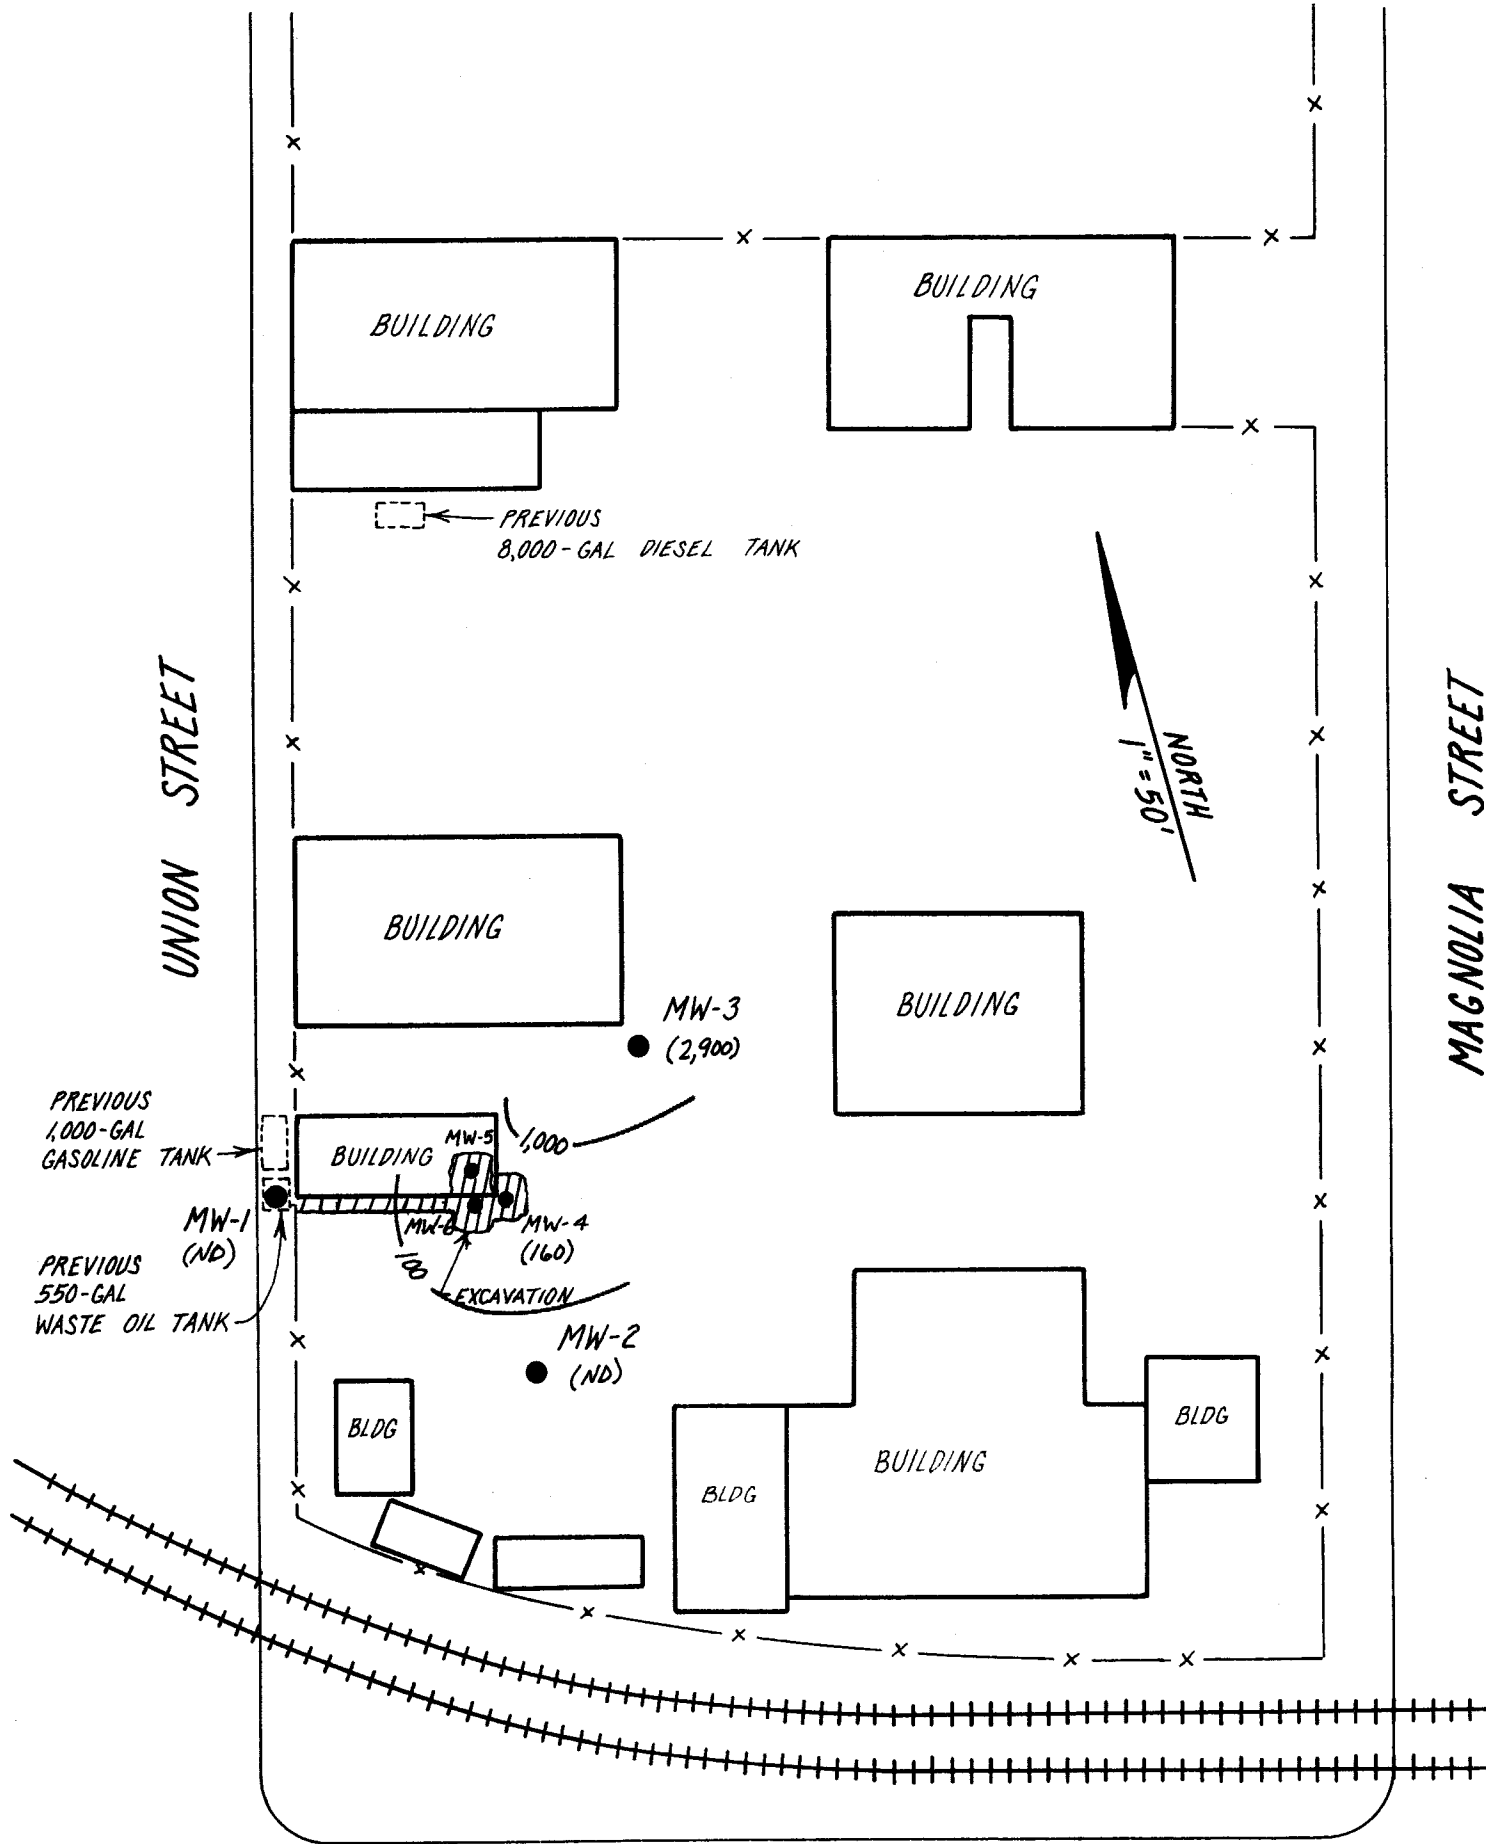 BUILDING
BUILDING
PREVIOUS
8,000-GAL DIESEL TANK
UNION STREET
MAGNOLIA STREET
NORTH
1" = 50'
BUILDING
BUILDING
MW-3
(2,900)
PREVIOUS
1,000-GAL
GASOLINE TANK
BUILDING
MW-5
1,000
MW-1
(ND)
MW-6
MW-4
(160)
100
EXCAVATION
PREVIOUS
550-GAL
WASTE OIL TANK
MW-2
(ND)
BLDG
BLDG
BUILDING
BLDG